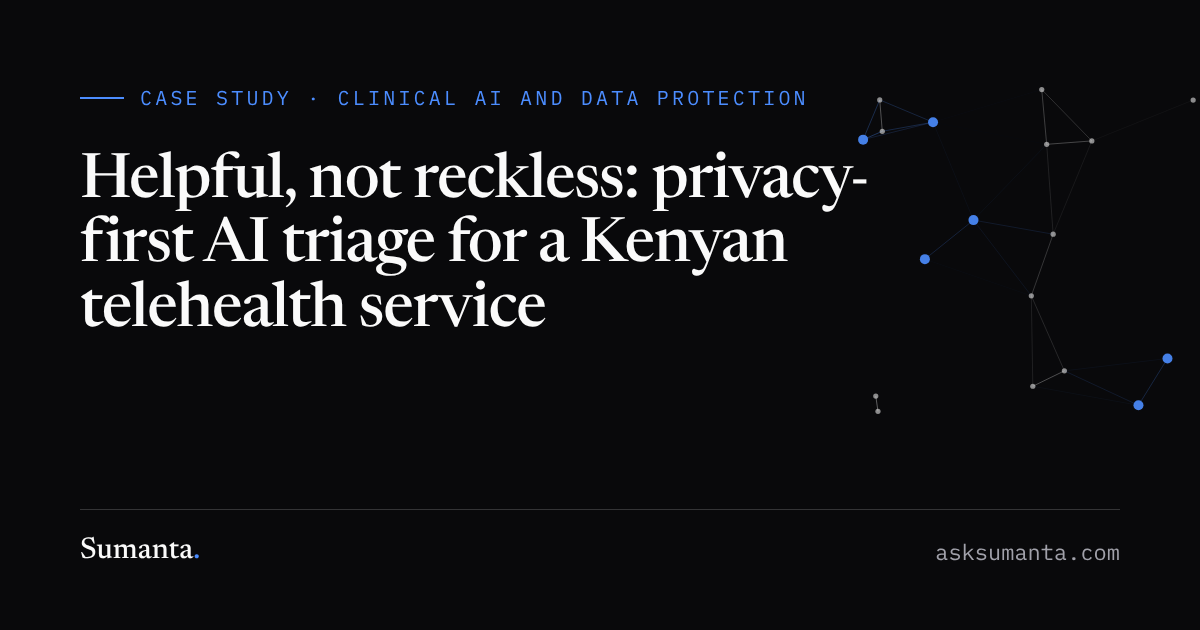 CASE STUDY · CLINICAL AI AND DATA PROTECTION
Helpful, not reckless: privacy-
first AI triage for a Kenyan
telehealth service
Sumanta.
asksumanta.com